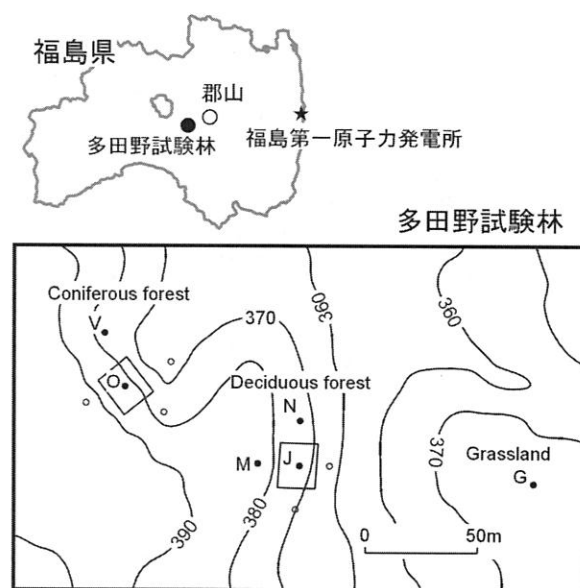 福島県
郡山
多田野試験林
福島第一原子力発電所
多田野試験林
Coniferous forest
V
O
370
360
360
Deciduous forest
N
M
J
380
390
370
Grassland
G
0 50m